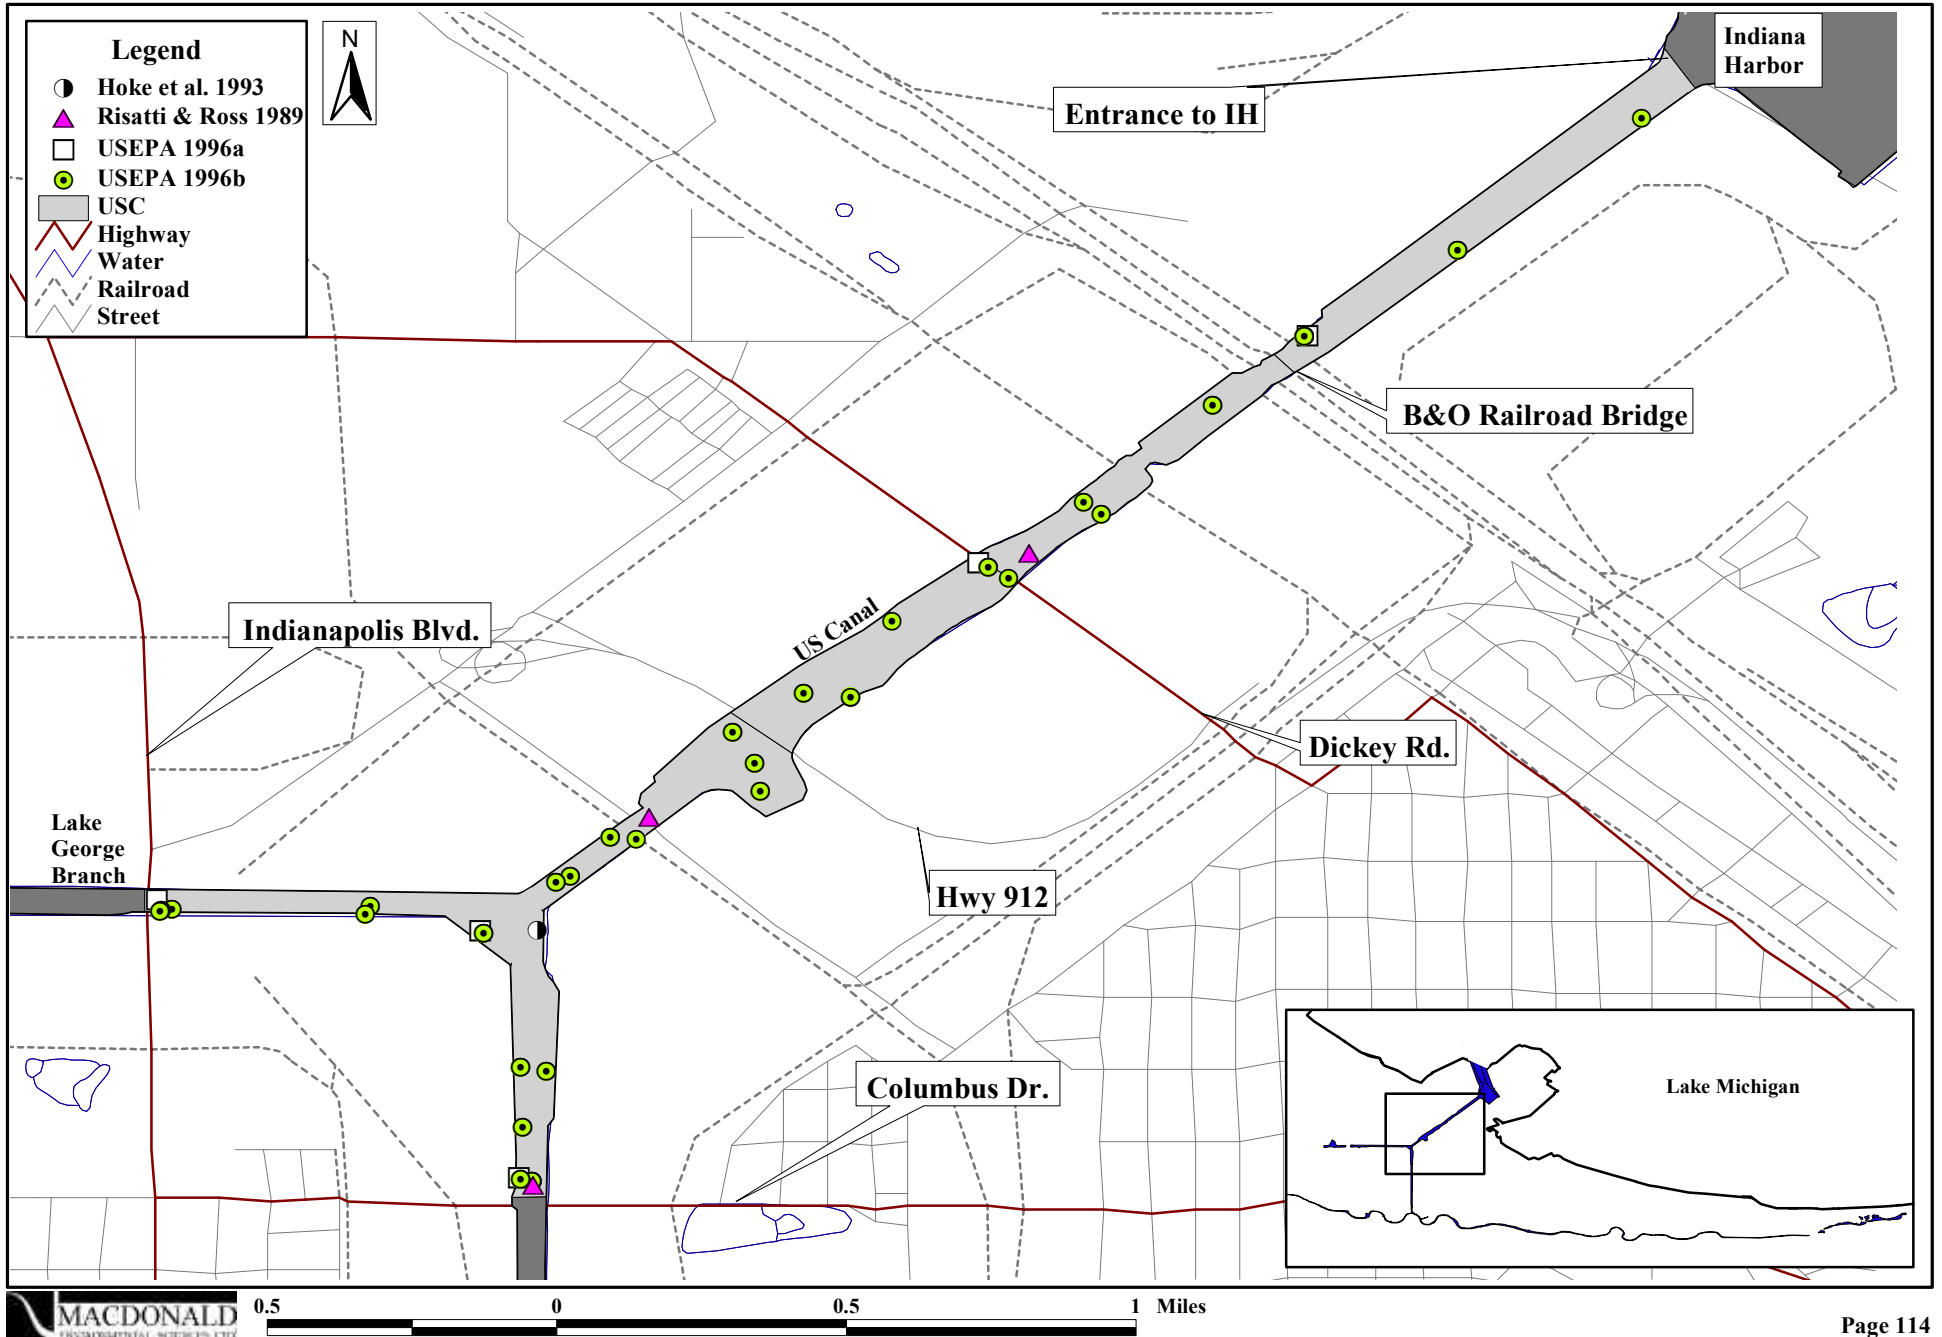 Legend
Hoke et al. 1993
Risatti & Ross 1989
USEPA 1996a
USEPA 1996b
USC
Highway
Water
Railroad
Street
N
Indiana
Harbor
Entrance to IH
B&O Railroad Bridge
Indianapolis Blvd.
US Canal
Dickey Rd.
Lake
George
Branch
Hwy 912
Columbus Dr.
Lake Michigan
MACDONALD
0.5 0 0.5 1 Miles
Page 114